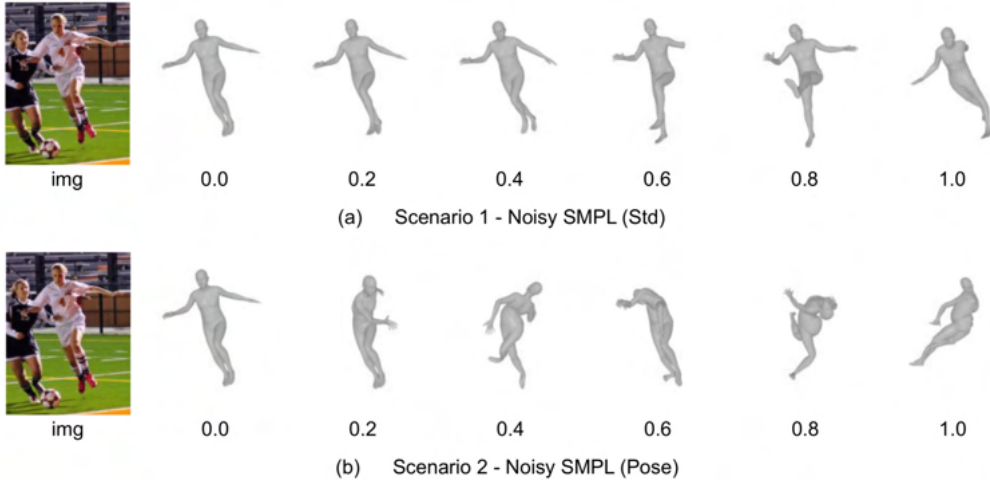 img 0.0 0.2 0.4 0.6 0.8 1.0
(a) Scenario 1 - Noisy SMPL (Std)
img 0.0 0.2 0.4 0.6 0.8 1.0
(b) Scenario 2 - Noisy SMPL (Pose)